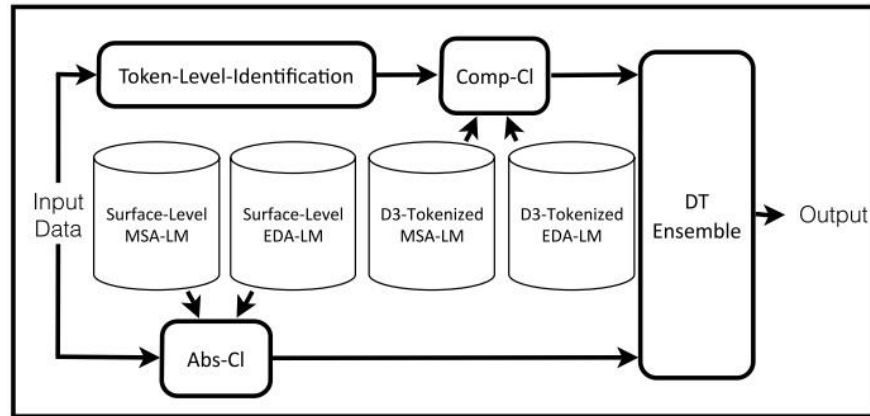 Token-Level-Identification
Comp-Cl
Input
Data
Surface-Level
MSA-LM
Surface-Level
EDA-LM
D3-Tokenized
MSA-LM
D3-Tokenized
EDA-LM
DT
Ensemble
Output
Abs-Cl